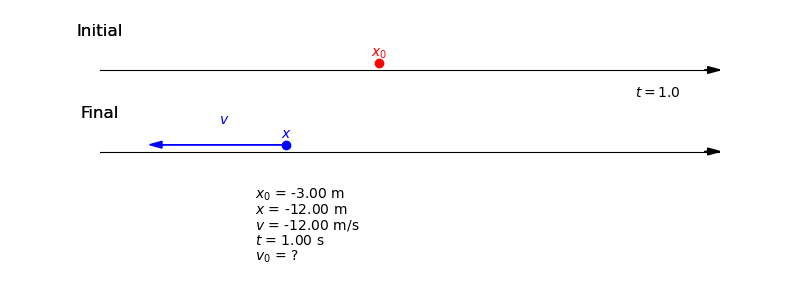 Initial
x₀
t = 1.0
Final
v
x
x₀ = -3.00 m
x = -12.00 m
v = -12.00 m/s
t = 1.00 s
v₀ = ?